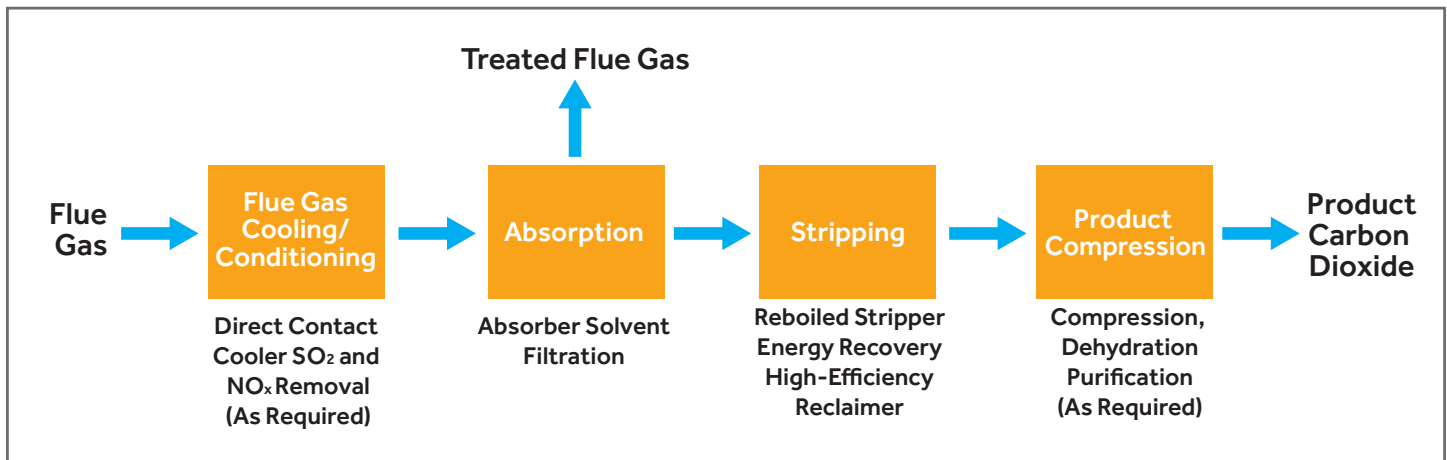 Treated Flue Gas
Flue
Gas
Flue Gas
Cooling/
Conditioning
Absorption
Stripping
Product
Compression
Product
Carbon
Dioxide
Direct Contact
Cooler SO₂ and
NOₓ Removal
(As Required)
Absorber Solvent
Filtration
Reboiled Stripper
Energy Recovery
High-Efficiency
Reclaimer
Compression,
Dehydration
Purification
(As Required)